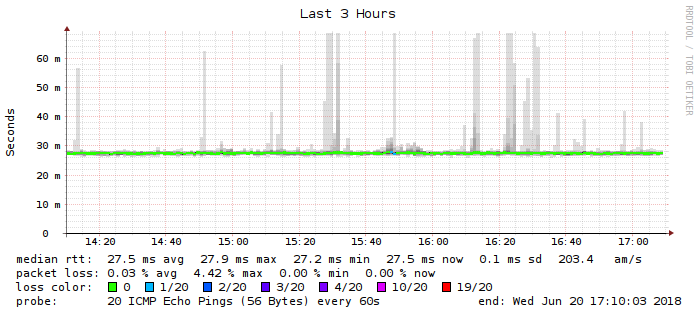 Last 3 Hours
RRDTOOL / TOBI OETIKER
Seconds
60 m
50 m
40 m
30 m
20 m
10 m
0
14:20 14:40 15:00 15:20 15:40 16:00 16:20 16:40 17:00
median rtt: 27.5 ms avg 27.9 ms max 27.2 ms min 27.5 ms now 0.1 ms sd 203.4 am/s
packet loss: 0.03 % avg 4.42 % max 0.00 % min 0.00 % now
loss color: 0 1/20 2/20 3/20 4/20 10/20 19/20
probe: 20 ICMP Echo Pings (56 Bytes) every 60s end: Wed Jun 20 17:10:03 2018